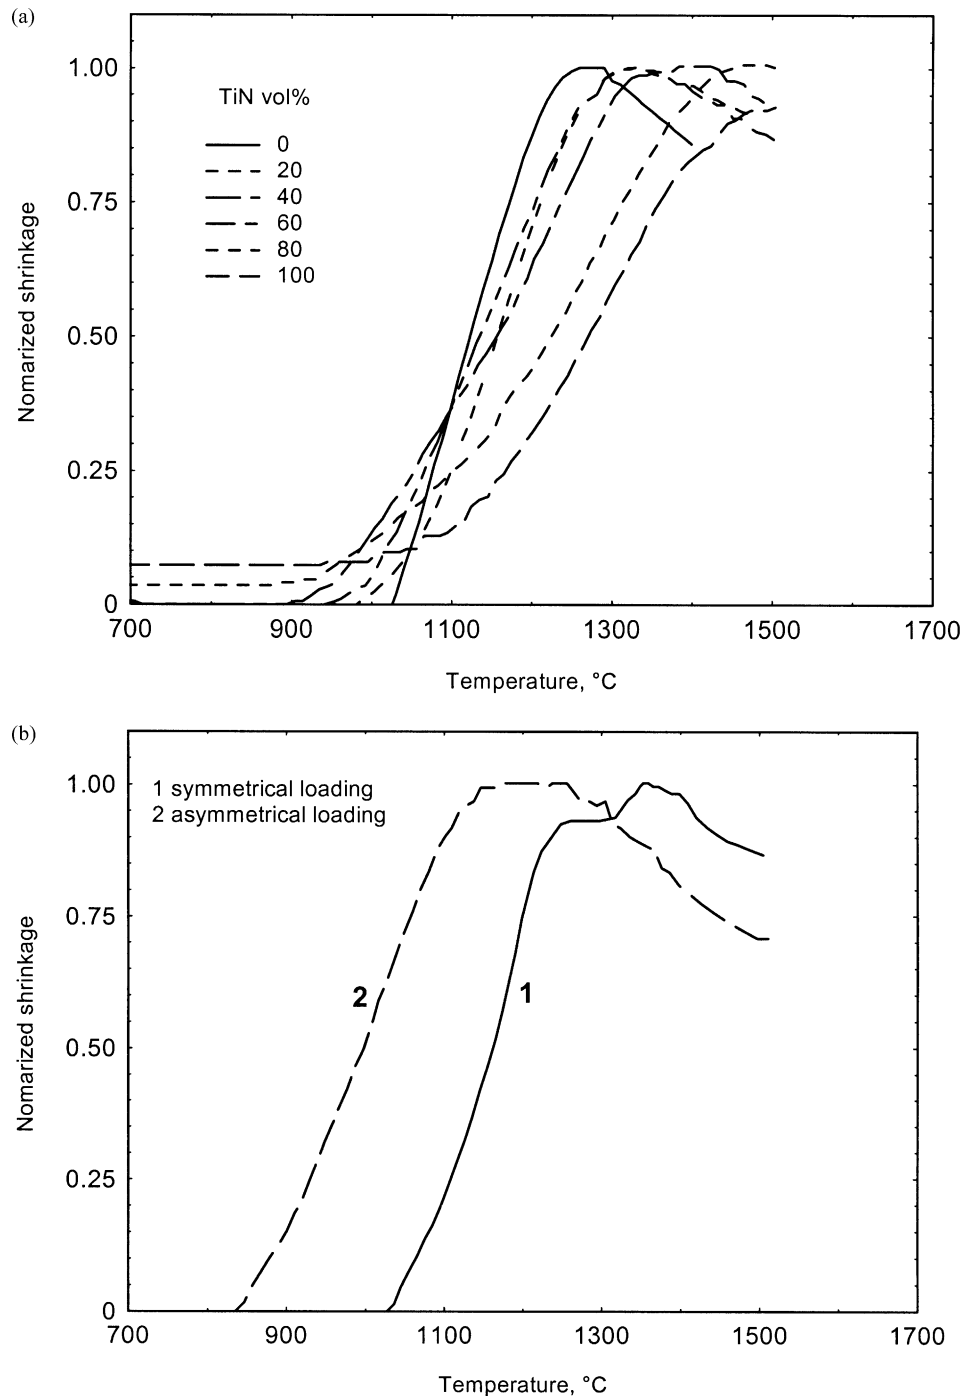 (a)
1.00
0.75
0.50
0.25
0
Nomarized shrinkage
TiN vol%
0
20
40
60
80
100
700 900 1100 1300 1500 1700
Temperature, °C
(b)
1.00
0.75
0.50
0.25
0
Nomarized shrinkage
1 symmetrical loading
2 asymmetrical loading
2 1
700 900 1100 1300 1500 1700
Temperature, °C